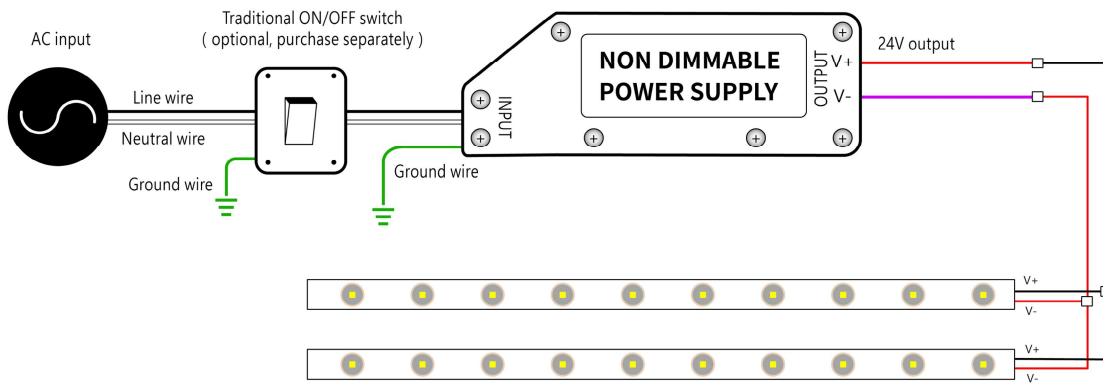 Traditional ON/OFF switch
( optional, purchase separately )
AC input
Line wire
Neutral wire
Ground wire
Ground wire
INPUT
NON DIMMABLE
POWER SUPPLY
OUTPUT
V+
V-
24V output
V+
V-
V+
V-